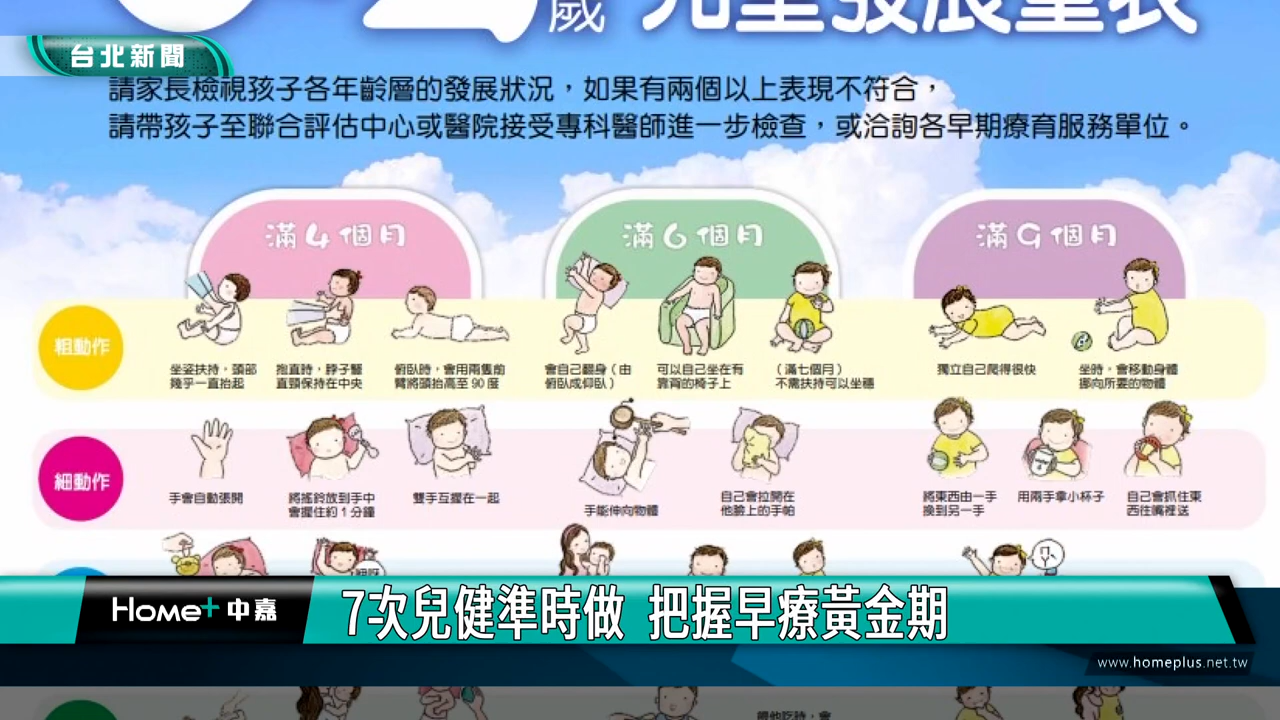 歲 兒童發展量表
台北新聞
請家長檢視孩子各年齡層的發展狀況，如果有兩個以上表現不符合，
請帶孩子至聯合評估中心或醫院接受專科醫師進一步檢查，或洽詢各早期療育服務單位。
滿4個月
滿6個月
滿9個月
粗動作
坐姿扶持，頭部
幾乎一直抬起
抱直時，脖子豎
直頸保持在中央
俯臥時，會用兩隻前
臂將頭抬高至90度
會自己翻身（由
俯臥成仰臥）
可以自己坐在有
靠背的椅子上
（滿七個月）
不需扶持可以坐穩
獨立自己爬得很快
坐時，會移動身體
挪向所要的物體
細動作
手會自動張開
將搖鈴放到手中
會握住約1分鐘
雙手互握在一起
手能伸向物體
自己會拉開在
他臉上的手帕
將東西由一手
換到另一手
用兩手拿小杯子
自己會抓住東
西往嘴裡送
Home+中嘉
7次兒健準時做 把握早療黃金期
www.homeplus.net.tw